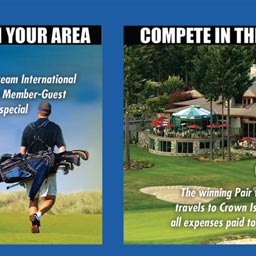 YOUR AREA
eam International
Member-Guest
special
COMPETE IN THE
The winning Pair
travels to Crown Is
all expenses paid to